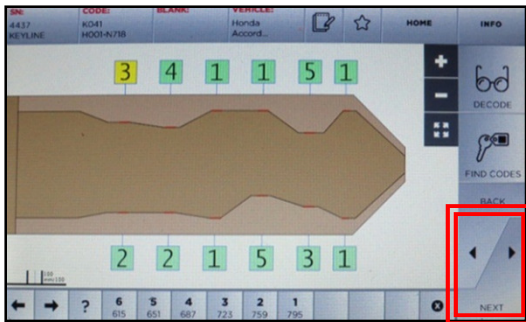 SN: CODE: BLANK: VEHICLE:
4437 K041 Honda HOME INFO
KEYLINE H001-N718 Accord...
3 4 1 1 5 1
+
-
DECODE
FIND CODES
BACK
2 2 1 5 3 1
NEXT
? 6 5 4 3 2 1
615 651 687 723 759 795